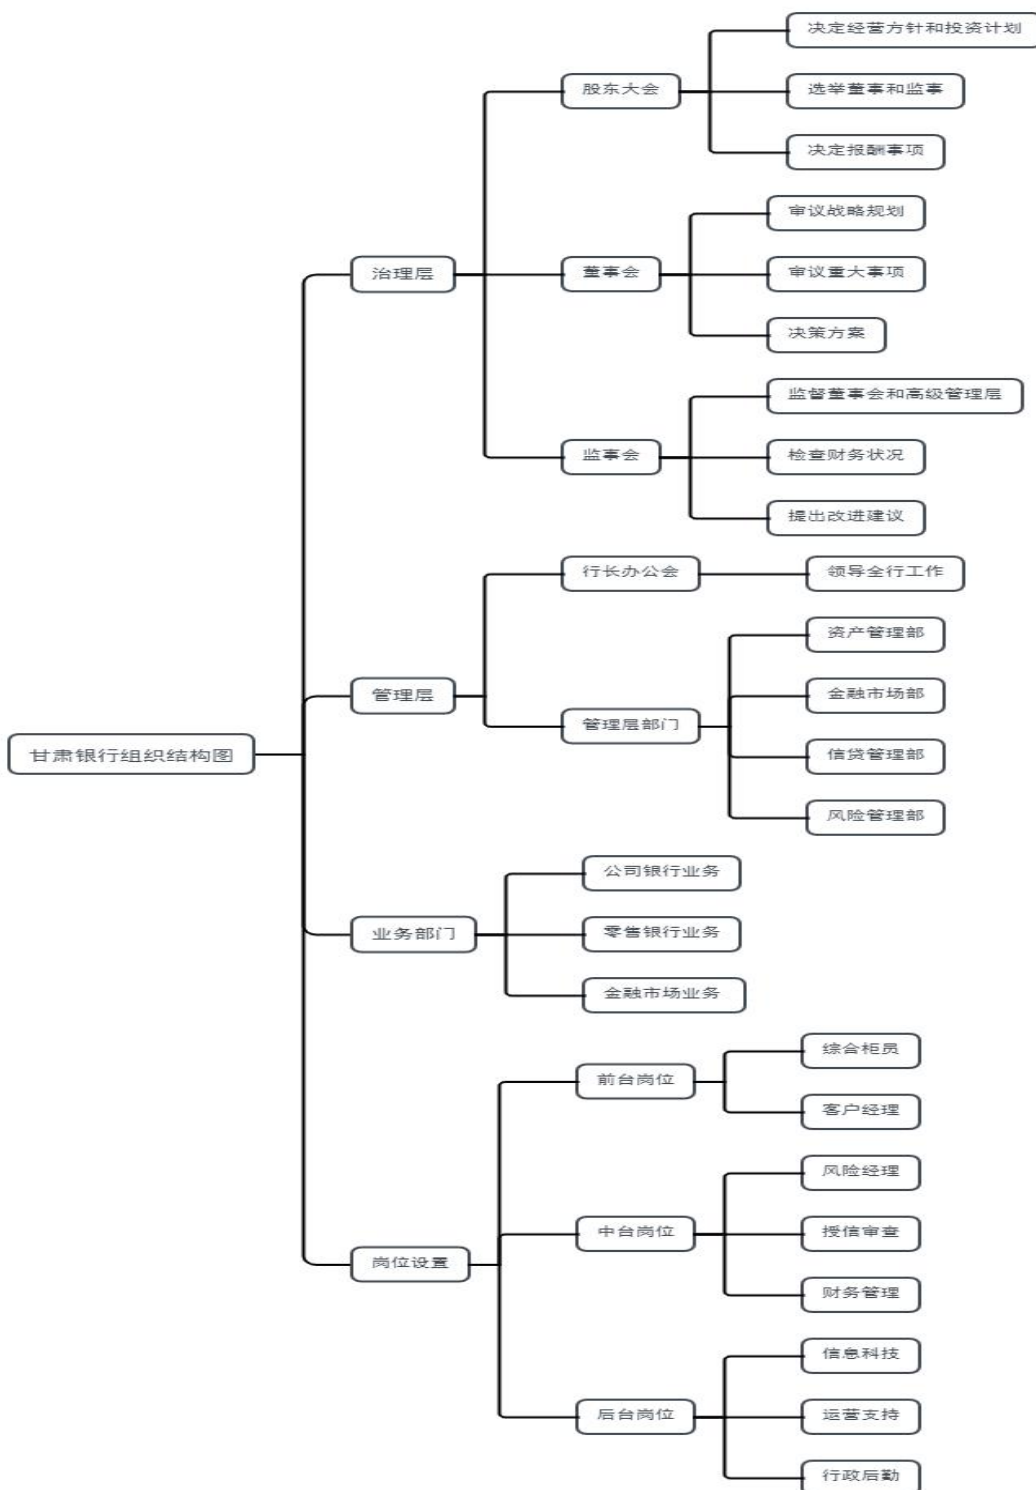 甘肃银行组织结构图
治理层
股东大会
决定经营方针和投资计划
选举董事和监事
决定报酬事项
董事会
审议战略规划
审议重大事项
决策方案
监事会
监督董事会和高级管理层
检查财务状况
提出改进建议
管理层
行长办公会
领导全行工作
管理层部门
资产管理部
金融市场部
信贷管理部
风险管理部
业务部门
公司银行业务
零售银行业务
金融市场业务
岗位设置
前台岗位
综合柜员
客户经理
中台岗位
风险经理
授信审查
财务管理
后台岗位
信息科技
运营支持
行政后勤